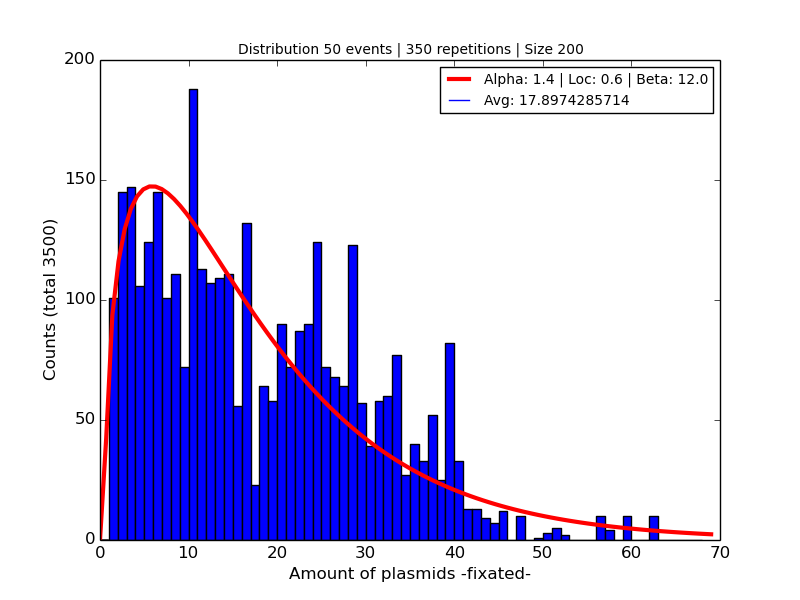 Distribution 50 events | 350 repetitions | Size 200
Alpha: 1.4 | Loc: 0.6 | Beta: 12.0
Avg: 17.8974285714
200
150
100
50
0
Counts (total 3500)
0 10 20 30 40 50 60 70
Amount of plasmids -fixated-